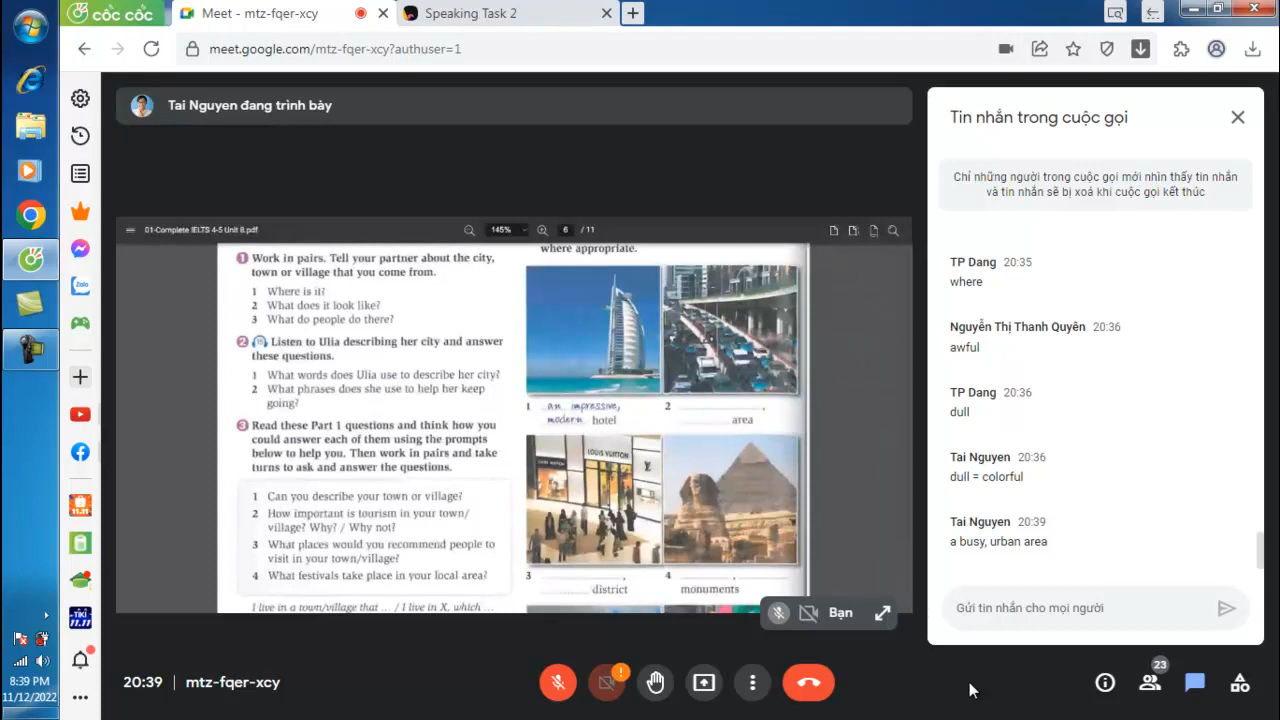 cốc cốc
Meet - mtz-fqer-xcy
Speaking Task 2
meet.google.com/mtz-fqer-xcy?authuser=1
Tai Nguyen đang trình bày
01-Complete IELTS 4-5 Unit 8.pdf
145%
6 / 11
1 Work in pairs. Tell your partner about the city,
town or village that you come from.
1 Where is it?
2 What does it look like?
3 What do people do there?
2 Listen to Ulia describing her city and answer
these questions.
1 What words does Ulia use to describe her city?
2 What phrases does she use to help her keep
going?
3 Read these Part 1 questions and think how you
could answer each of them using the prompts
below to help you. Then work in pairs and take
turns to ask and answer the questions.
1 Can you describe your town or village?
2 How important is tourism in your town/
village? Why? / Why not?
3 What places would you recommend people to
visit in your town/village?
4 What festivals take place in your local area?
I live in a town/village that ... / I live in X, which ...
where appropriate.
1 an impressive,
modern hotel
2 ,
area
LOUIS VUITTON
3 ,
district
4 ,
monuments
Bạn
Tin nhắn trong cuộc gọi
Chỉ những người trong cuộc gọi mới nhìn thấy tin nhắn
và tin nhắn sẽ bị xoá khi cuộc gọi kết thúc
TP Dang 20:35
where
Nguyễn Thị Thanh Quyên 20:36
awful
TP Dang 20:36
dull
Tai Nguyen 20:36
dull = colorful
Tai Nguyen 20:39
a busy, urban area
Gửi tin nhắn cho mọi người
20:39 | mtz-fqer-xcy
23
Zalo
11.11
TIKI
11.11
8:39 PM
11/12/2022